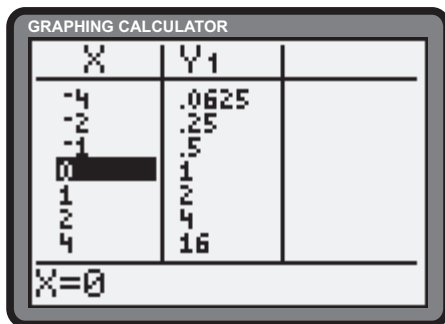 GRAPHING CALCULATOR
X Y1
-4 .0625
-2 .25
-1 .5
0 1
1 2
2 4
4 16
X=0